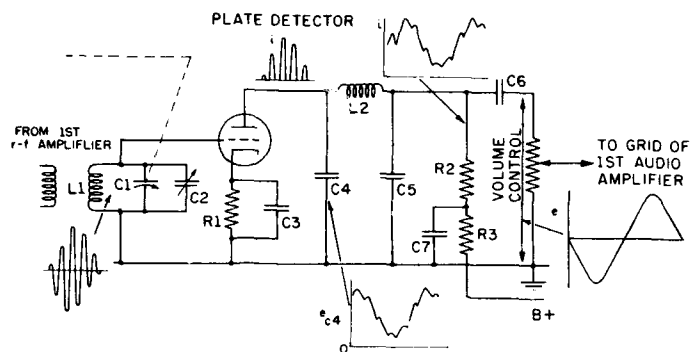 PLATE DETECTOR
i
i
FROM 1ST
r-f AMPLIFLIER
L1
C1
C2
R1
C3
L2
C4
C5
C6
R2
R3
C7
VOLUME
CONTROL
TO GRID OF
1ST AUDIO
AMPLIFIER
e
e c4
0
B+